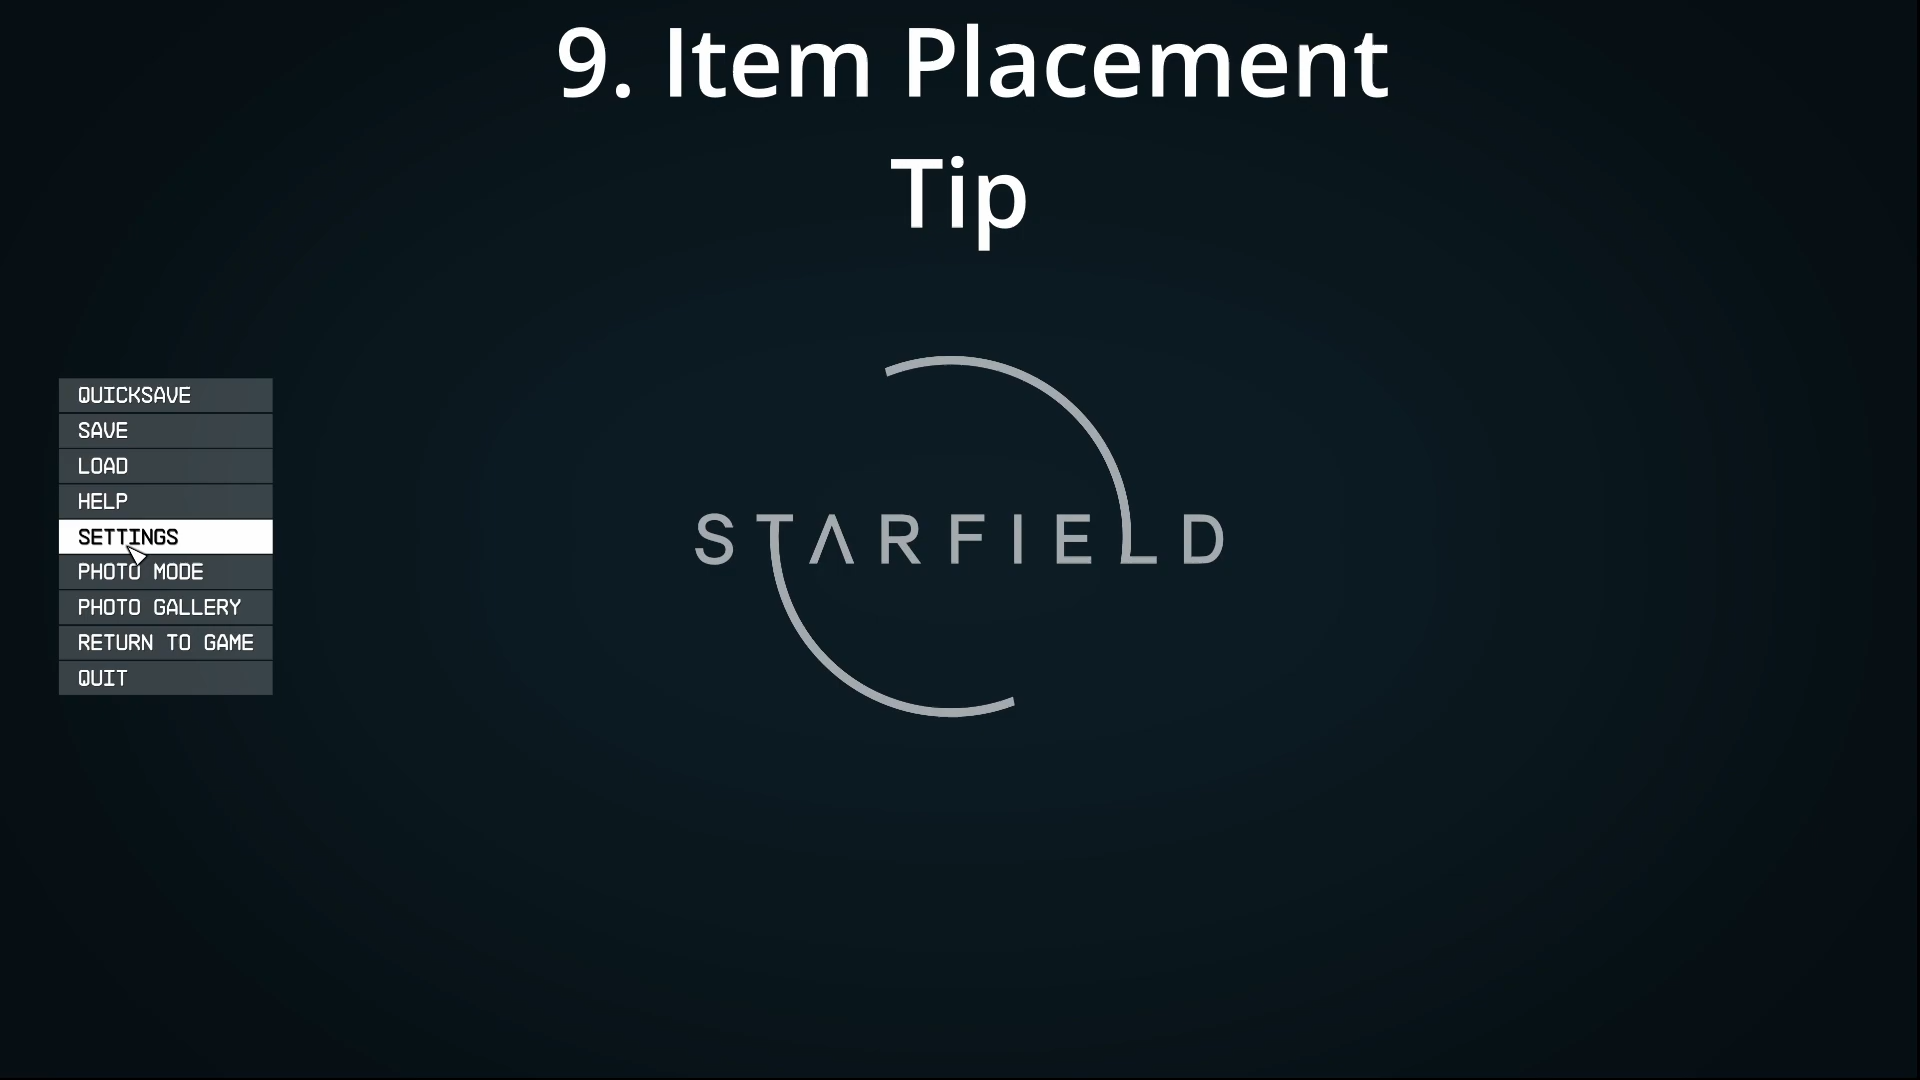 9. Item Placement
Tip
QUICKSAVE
SAVE
LOAD
HELP
SETTINGS
PHOTO MODE
PHOTO GALLERY
RETURN TO GAME
QUIT
STARFIELD